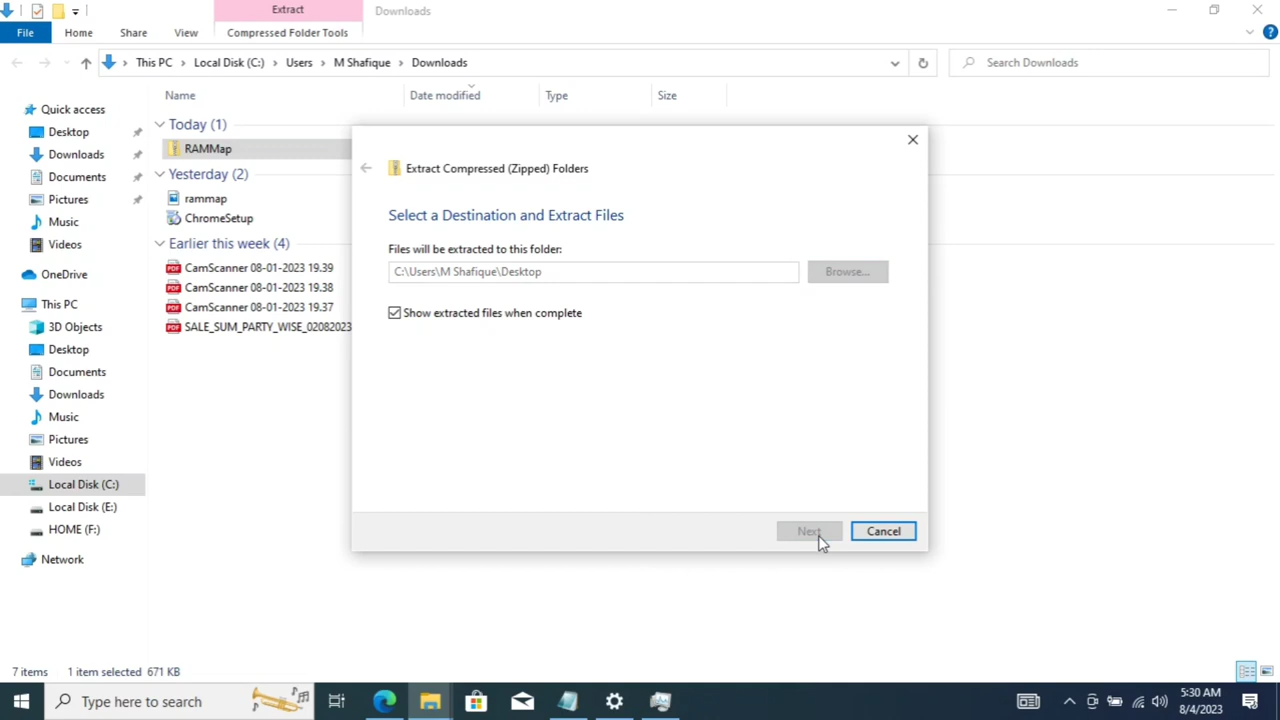 Extract
Downloads
File
Home
Share
View
Compressed Folder Tools
This PC
Local Disk (C:)
Users
M Shafique
Downloads
Search Downloads
Name
Date modified
Type
Size
Quick access
Desktop
Downloads
Documents
Pictures
Music
Videos
OneDrive
This PC
3D Objects
Desktop
Documents
Downloads
Music
Pictures
Videos
Local Disk (C:)
Local Disk (E:)
HOME (F:)
Network
Today (1)
RAMMap
Yesterday (2)
rammap
ChromeSetup
Earlier this week (4)
CamScanner 08-01-2023 19.39
CamScanner 08-01-2023 19.38
CamScanner 08-01-2023 19.37
SALE_SUM_PARTY_WISE_02082023
Extract Compressed (Zipped) Folders
Select a Destination and Extract Files
Files will be extracted to this folder:
C:\Users\M Shafique\Desktop
Browse...
Show extracted files when complete
Next
Cancel
7 items
1 item selected 671 KB
Type here to search
5:30 AM
8/4/2023